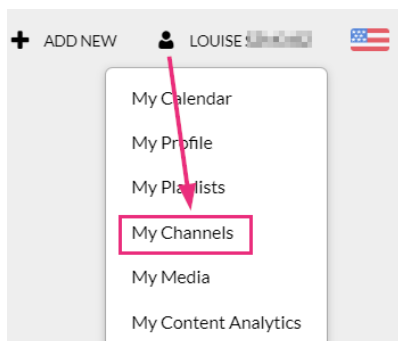 ADD NEW LOUISE
My Calendar
My Profile
My Playlists
My Channels
My Media
My Content Analytics